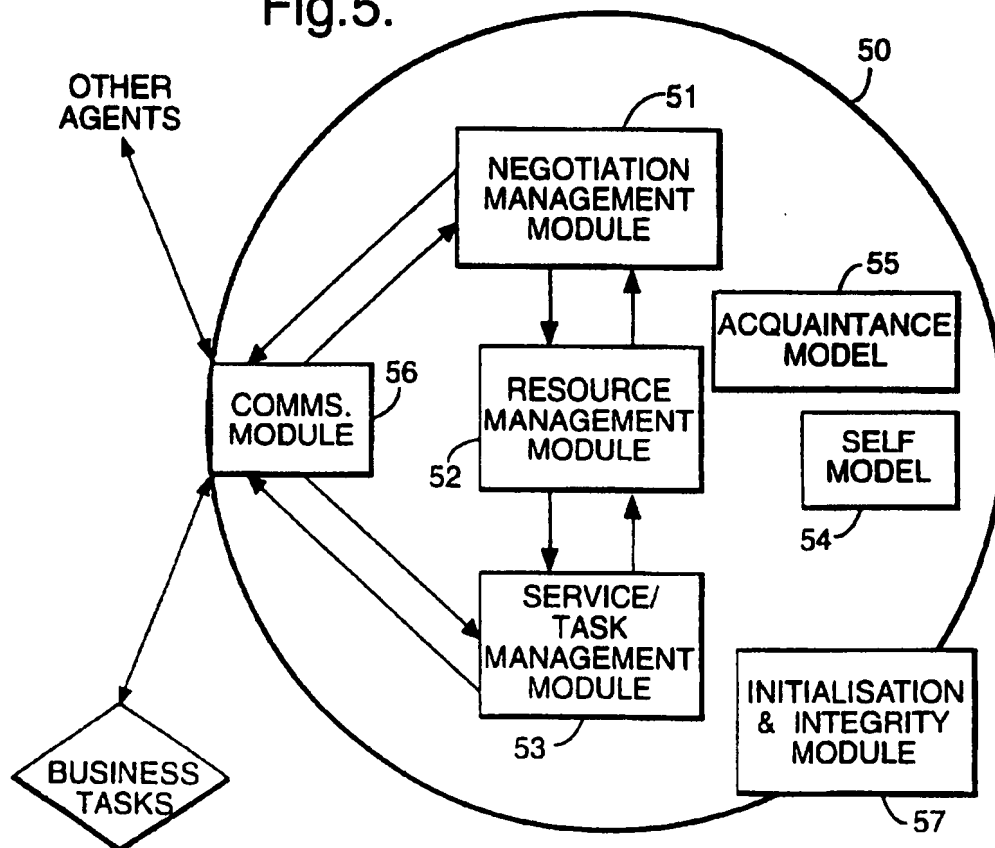 Fig.5.
50
OTHER
AGENTS
51
NEGOTIATION
MANAGEMENT
MODULE
55
ACQUAINTANCE
MODEL
56
COMMS.
MODULE
RESOURCE
MANAGEMENT
MODULE
52
SELF
MODEL
54
SERVICE/
TASK
MANAGEMENT
MODULE
53
INITIALISATION
& INTEGRITY
MODULE
57
BUSINESS
TASKS